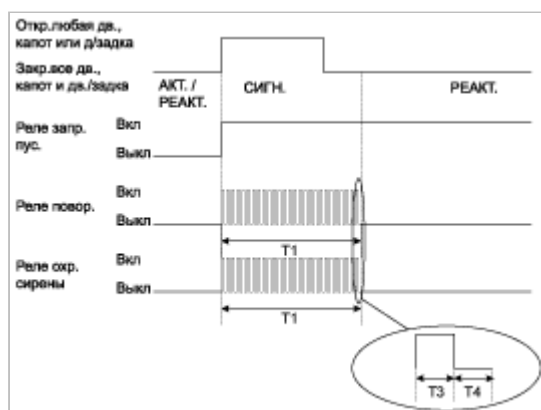 Откр.любая дв.,
капот или д/задка
Закр.все дв.,
капот и дв./задка
АКТ. /
РЕАКТ.
СИГН.
РЕАКТ.
Реле запр.
пус.
Вкл
Выкл
Реле повор.
Вкл
Выкл
T1
Реле охр.
сирены
Вкл
Выкл
T1
T3 T4